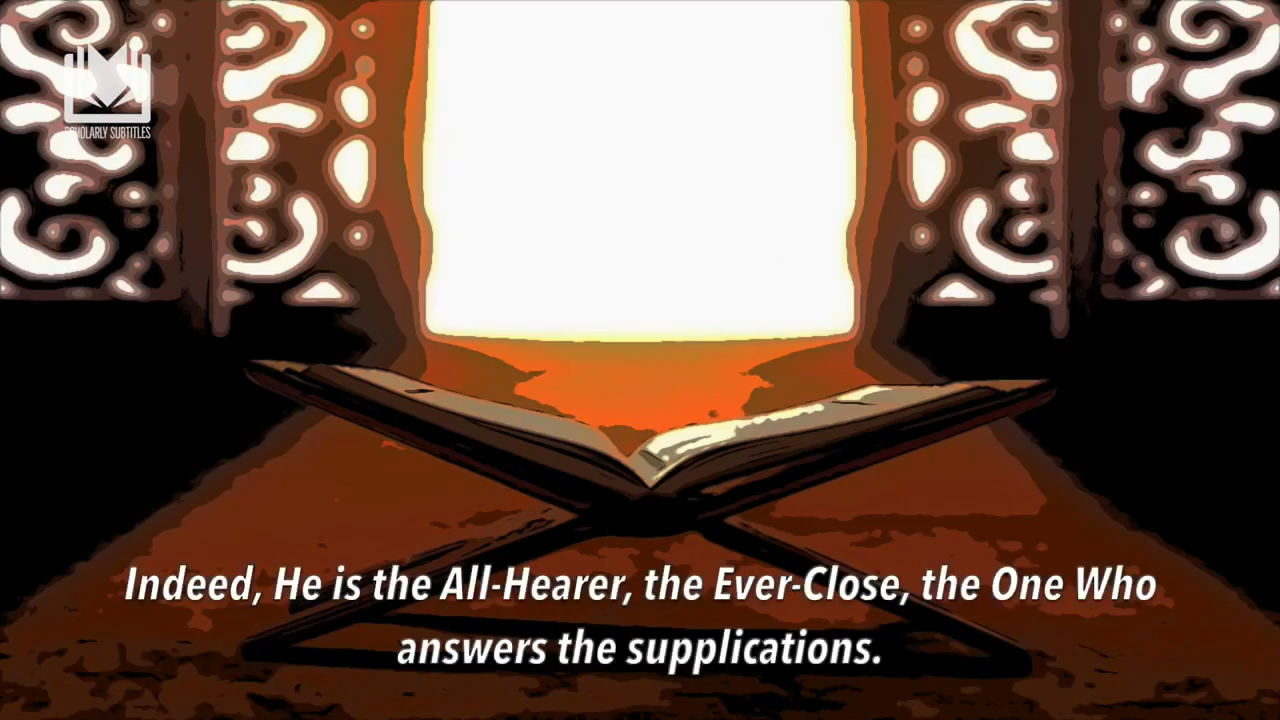 SCHOLARLY SUBTITLES
Indeed, He is the All-Hearer, the Ever-Close, the One Who
answers the supplications.